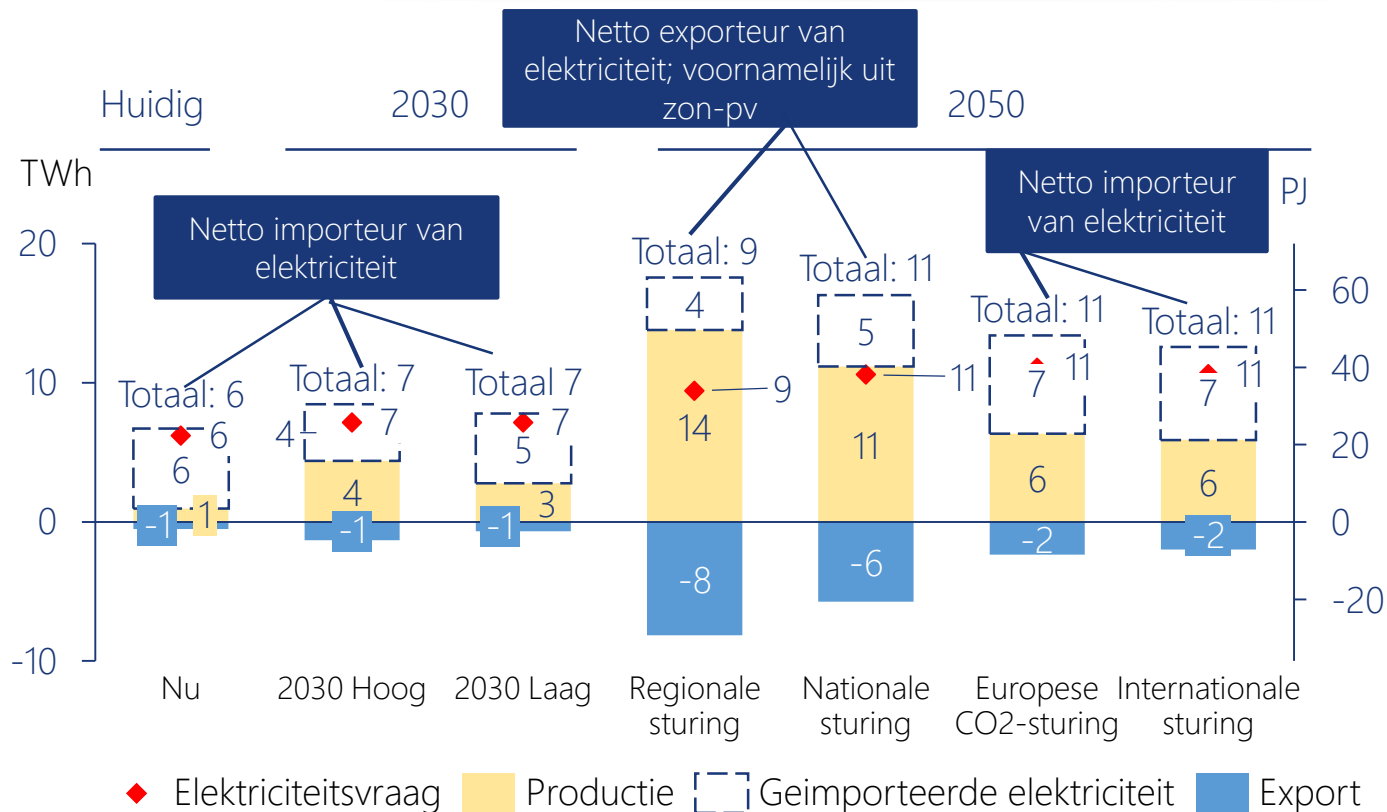 Netto exporteur van
elektriciteit; voornamelijk uit
zon-pv
Huidig
2030
2050
TWh
PJ
Netto importeur van
elektriciteit
Netto importeur
van elektriciteit
20
10
0
-10
60
40
20
0
-20
Totaal: 6
6
6
-1
1
Totaal: 7
4
7
4
-1
Totaal 7
7
5
3
-1
Totaal: 9
4
9
14
-8
Totaal: 11
5
11
11
-6
Totaal: 11
11
7
6
-2
Totaal: 11
11
7
6
-2
Nu
2030 Hoog
2030 Laag
Regionale
sturing
Nationale
sturing
Europese
CO2-sturing
Internationale
sturing
Elektriciteitsvraag Productie Geimporteerde elektriciteit Export